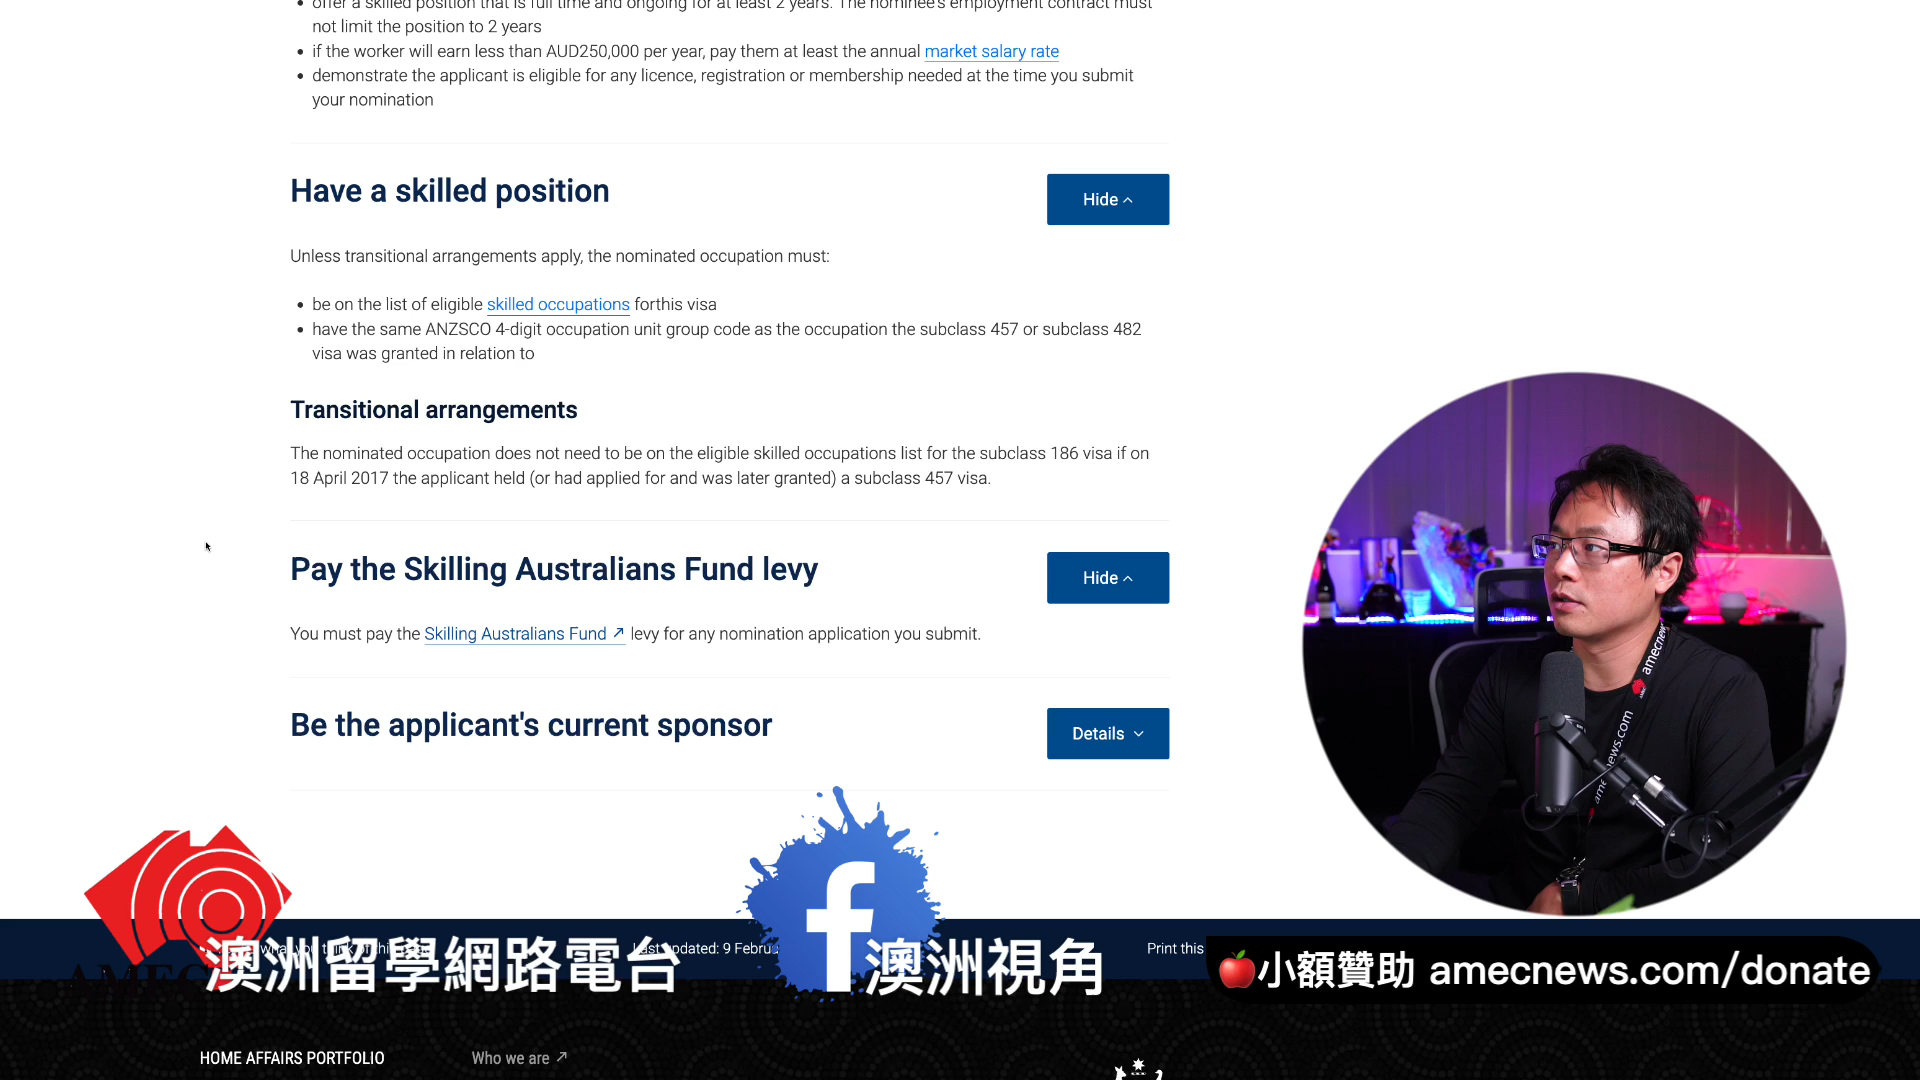 offer a skilled position that is full time and ongoing for at least 2 years. The nominee's employment contract must
not limit the position to 2 years
if the worker will earn less than AUD250,000 per year, pay them at least the annual market salary rate
demonstrate the applicant is eligible for any licence, registration or membership needed at the time you submit
your nomination
Have a skilled position
Hide
Unless transitional arrangements apply, the nominated occupation must:
be on the list of eligible skilled occupations forthis visa
have the same ANZSCO 4-digit occupation unit group code as the occupation the subclass 457 or subclass 482
visa was granted in relation to
Transitional arrangements
The nominated occupation does not need to be on the eligible skilled occupations list for the subclass 186 visa if on
18 April 2017 the applicant held (or had applied for and was later granted) a subclass 457 visa.
Pay the Skilling Australians Fund levy
Hide
You must pay the Skilling Australians Fund levy for any nomination application you submit.
Be the applicant's current sponsor
Details
amecnews
Last updated: 9 Febru
Print this
AMEC
澳洲留學網路電台
f
澳洲視角
小額贊助 amecnews.com/donate
HOME AFFAIRS PORTFOLIO
Who we are